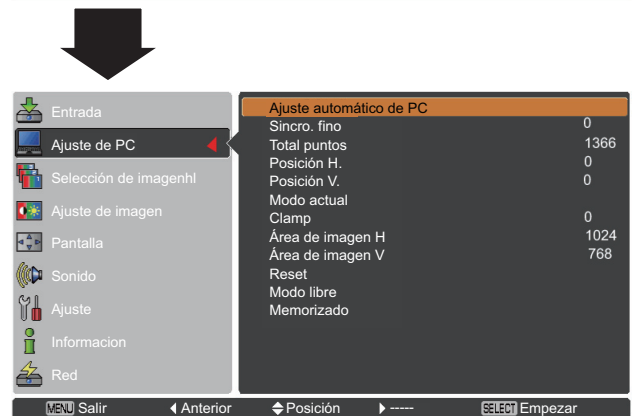 Entrada
Ajuste de PC
Selección de imagenhl
Ajuste de imagen
Pantalla
Sonido
Ajuste
Informacion
Red
Ajuste automático de PC
Sincro. fino 0
Total puntos 1366
Posición H. 0
Posición V. 0
Modo actual
Clamp 0
Área de imagen H 1024
Área de imagen V 768
Reset
Modo libre
Memorizado
MENU Salir Anterior Posición ----- SELECT Empezar